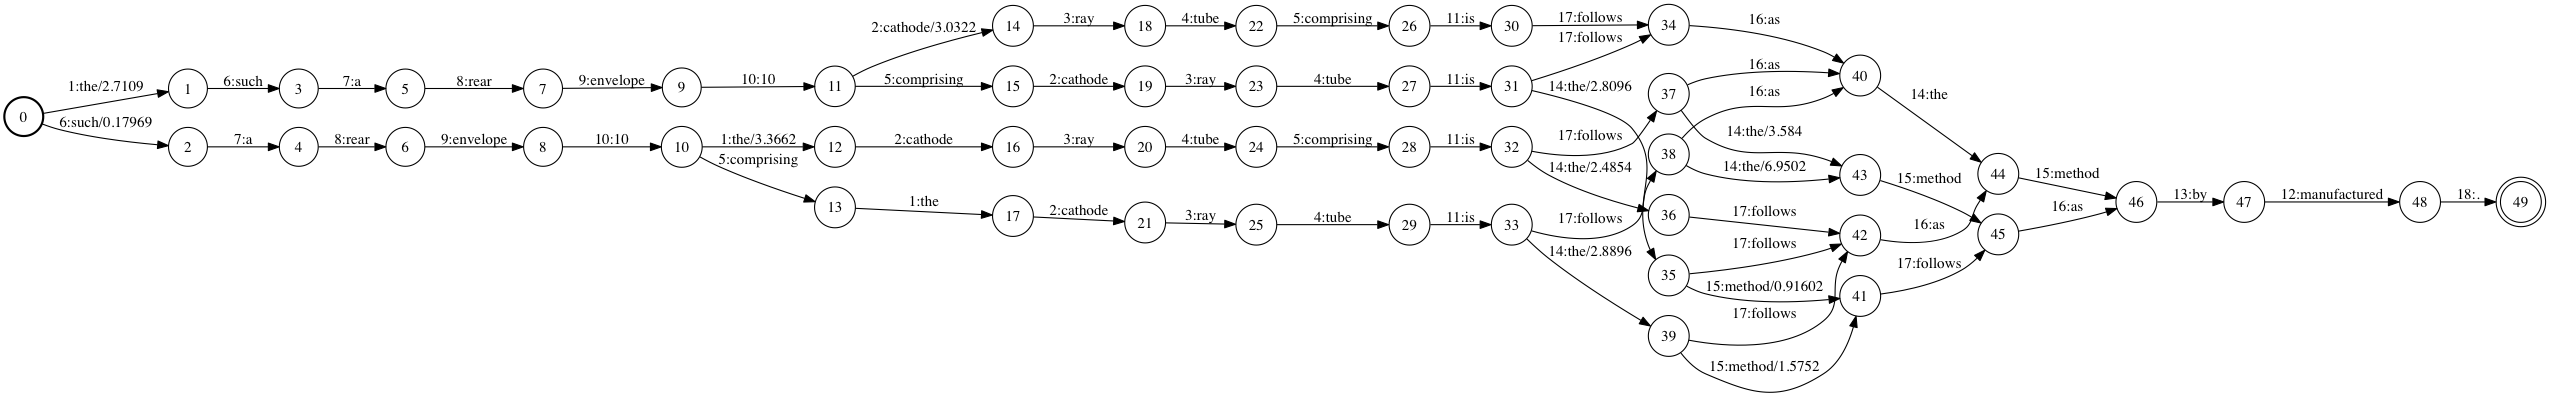 2:cathode/3.0322 14 3:ray 18 4:tube 22 5:comprising 26 11:is 30 17:follows 34 16:as
17:follows
1:the/2.7109 1 6:such 3 7:a 5 8:rear 7 9:envelope 9 10:10 11 5:comprising 15 2:cathode 19 3:ray 23 4:tube 27 11:is 31 14:the/2.8096 37 16:as 40 14:the
0 6:such/0.17969 16:as
2 7:a 4 8:rear 6 9:envelope 8 10:10 10 1:the/3.3662 12 2:cathode 16 3:ray 20 4:tube 24 5:comprising 28 11:is 32 17:follows 38 14:the/3.584
5:comprising 14:the/2.4854 14:the/6.9502 43 15:method 44 15:method
13 1:the 17 2:cathode 21 3:ray 25 4:tube 29 11:is 33 17:follows 36 17:follows 42 16:as 45 16:as 46 13:by 47 12:manufactured 48 18:. 49
14:the/2.8896 35 17:follows 17:follows
15:method/0.91602 41
39 17:follows
15:method/1.5752